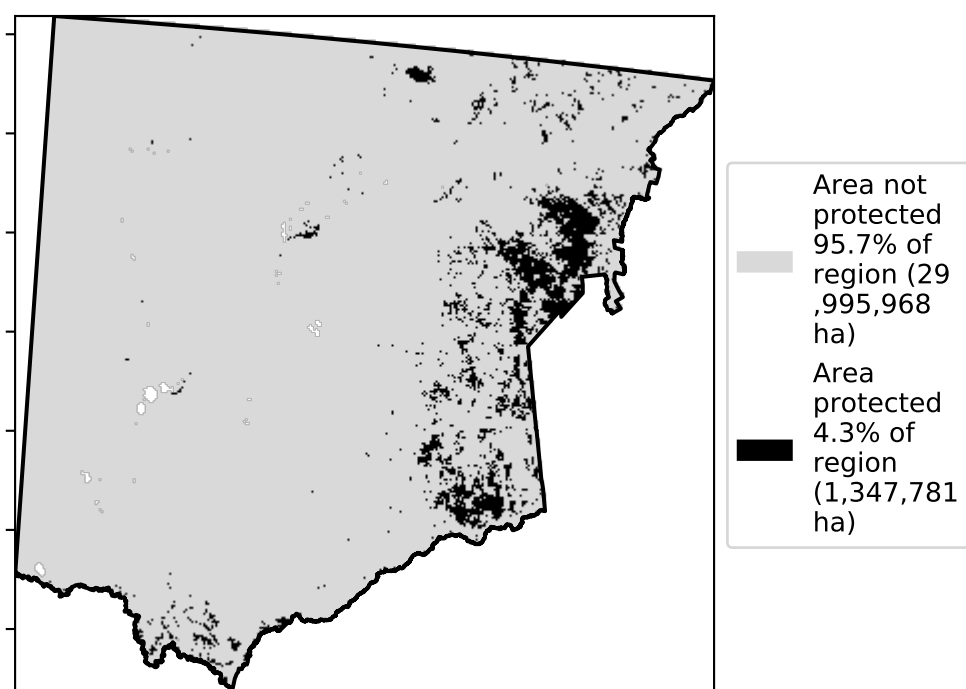 Area not
protected
95.7% of
region (29
,995,968
ha)
Area
protected
4.3% of
region
(1,347,781
ha)